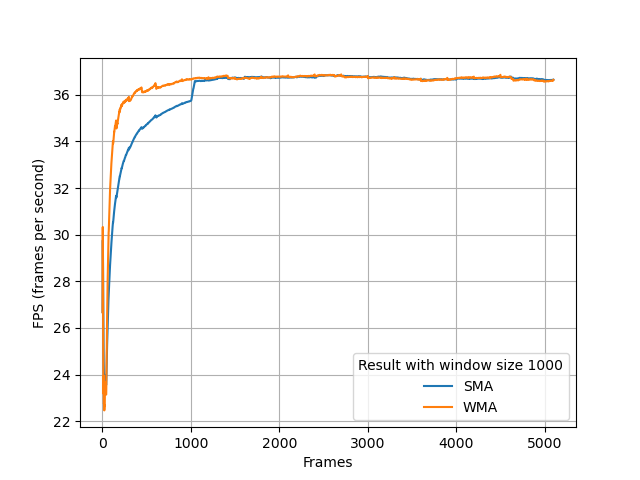 36
34
32
30
28
26
24
22
FPS (frames per second)
Result with window size 1000
SMA
WMA
0
1000
2000
3000
4000
5000
Frames